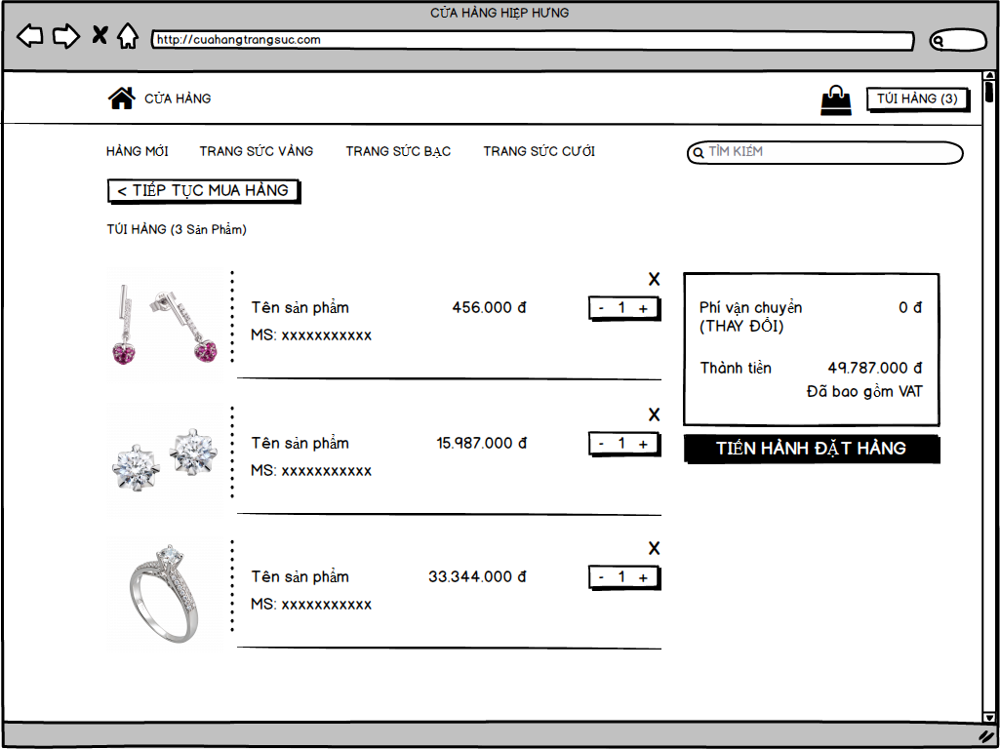 CỬA HÀNG HIỆP HƯNG
http://cuahangtrangsuc.com
CỬA HÀNG
TÚI HÀNG (3)
HÀNG MỚI TRANG SỨC VÀNG TRANG SỨC BẠC TRANG SỨC CƯỚI
TÌM KIẾM
< TIẾP TỤC MUA HÀNG
TÚI HÀNG (3 Sản Phẩm)
X
Tên sản phẩm 456.000 đ - 1 +
MS: xxxxxxxxxxx
X
Tên sản phẩm 15.987.000 đ - 1 +
MS: xxxxxxxxxxx
X
Tên sản phẩm 33.344.000 đ - 1 +
MS: xxxxxxxxxxx
Phí vận chuyển 0 đ
(THAY ĐỔI)
Thành tiền 49.787.000 đ
Đã bao gồm VAT
TIẾN HÀNH ĐẶT HÀNG